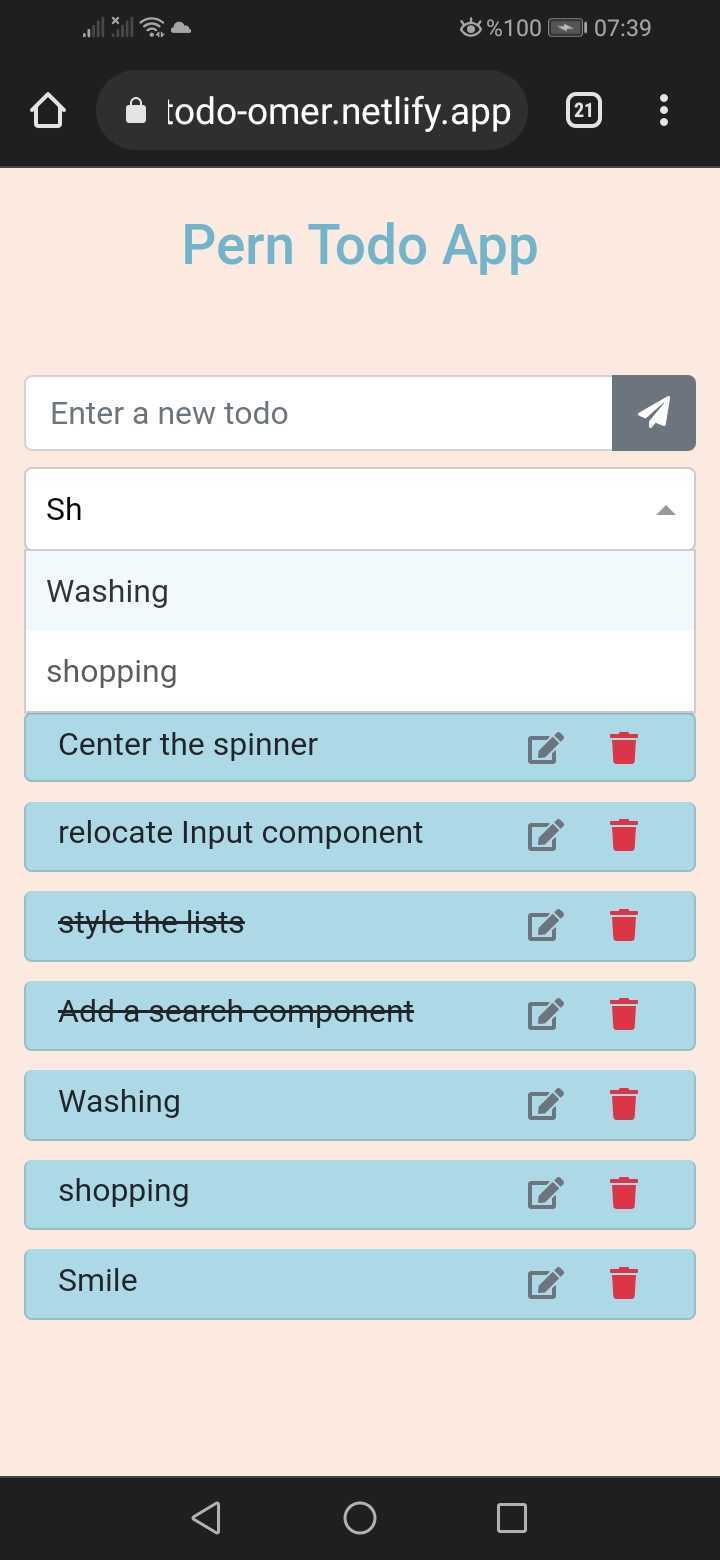 %100 07:39
todo-omer.netlify.app 21
Pern Todo App
Enter a new todo
Sh
Washing
shopping
Center the spinner
relocate Input component
style the lists
Add a search component
Washing
shopping
Smile